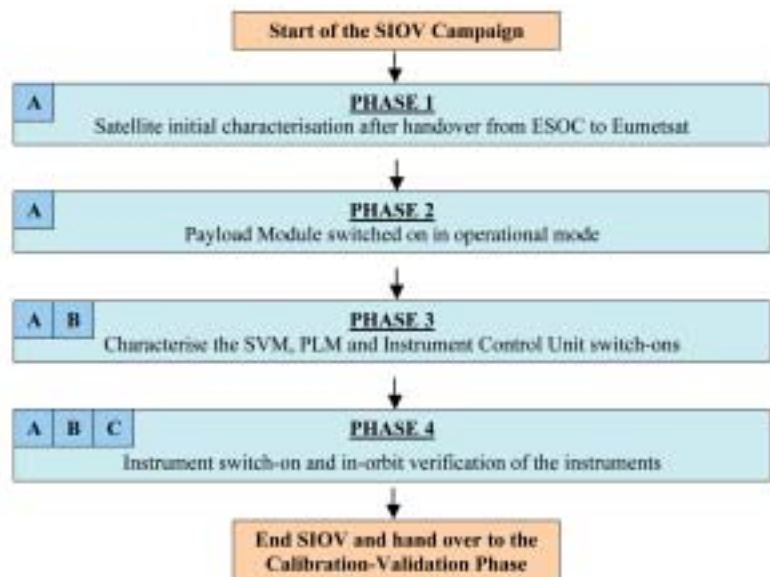 Start of the SIOV Campaign
A
PHASE 1
Satellite initial characterisation after handover from ESOC to Eumetsat
A
PHASE 2
Payload Module switched on in operational mode
A B
PHASE 3
Characterise the SVM, PLM and Instrument Control Unit switch-ons
A B C
PHASE 4
Instrument switch-on and in-orbit verification of the instruments
End SIOV and hand over to the
Calibration-Validation Phase